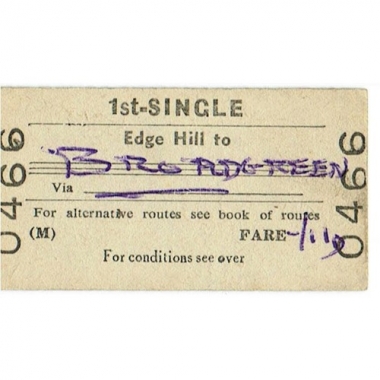 1st-SINGLE
Edge Hill to
BROADGREEN
Via
For alternative routes see book of routes
(M) FARE
For conditions see over
0466
0466